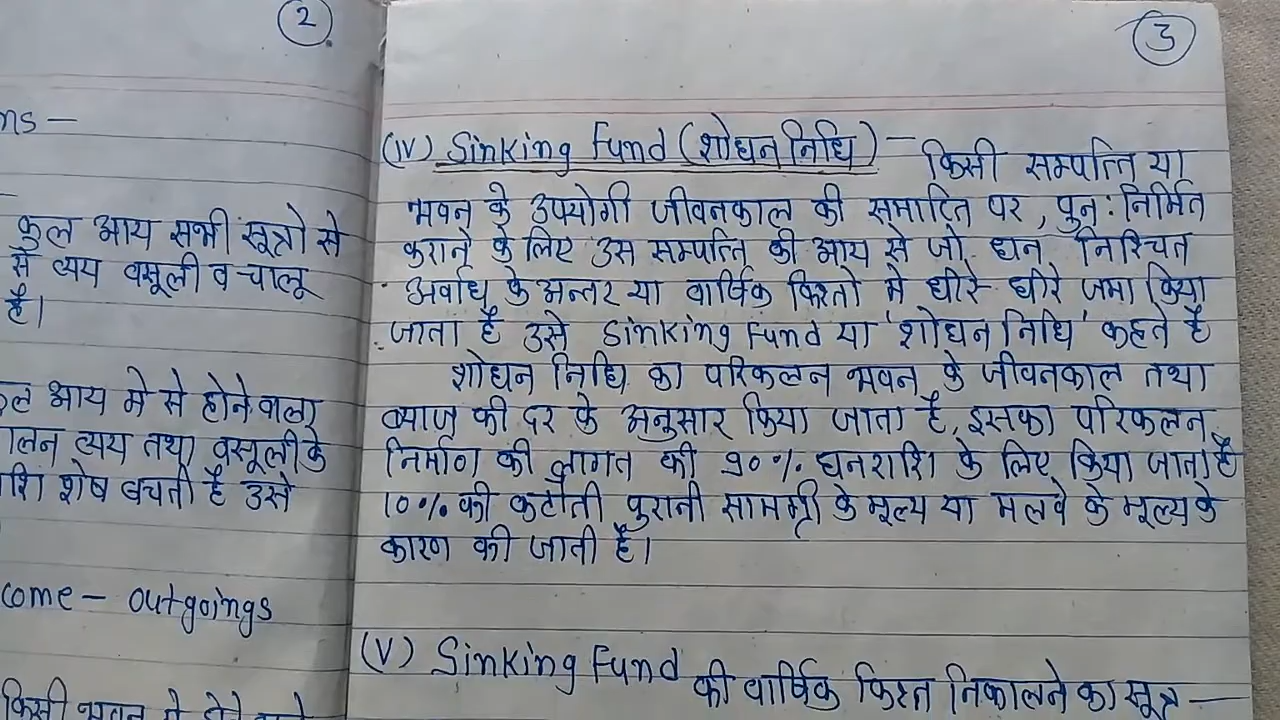 2
ns –
कुल आय सभी सूत्रो से
से व्यय वसूली व चालू
है।
आय मे से होने वाला
व्यय तथा वसूली के
शेष बचती है उसे
come – outgoings
किसी भवन
3
(IV) Sinking Fund (शोधन निधि) – किसी सम्पत्ति या
भवन के उपयोगी जीवनकाल की समाप्ति पर, पुन: निर्मित
कराने के लिए उस सम्पत्ति की आय से जो धन निश्चित
अवधि के अन्तर या वार्षिक किस्तो मे धीरे धीरे जमा किया
जाता है उसे Sinking Fund या 'शोधन निधि' कहते है
शोधन निधि का परिकलन भवन के जीवनकाल तथा
ब्याज की दर के अनुसार किया जाता है, इसका परिकलन
निर्माण की लागत की 90% धनराशि के लिए किया जाता है
10% की कटौती पुरानी सामग्री के मूल्य या मलवे के मूल्य के
कारण की जाती है।
(V) Sinking Fund की वार्षिक किस्त निकालने का सूत्र –